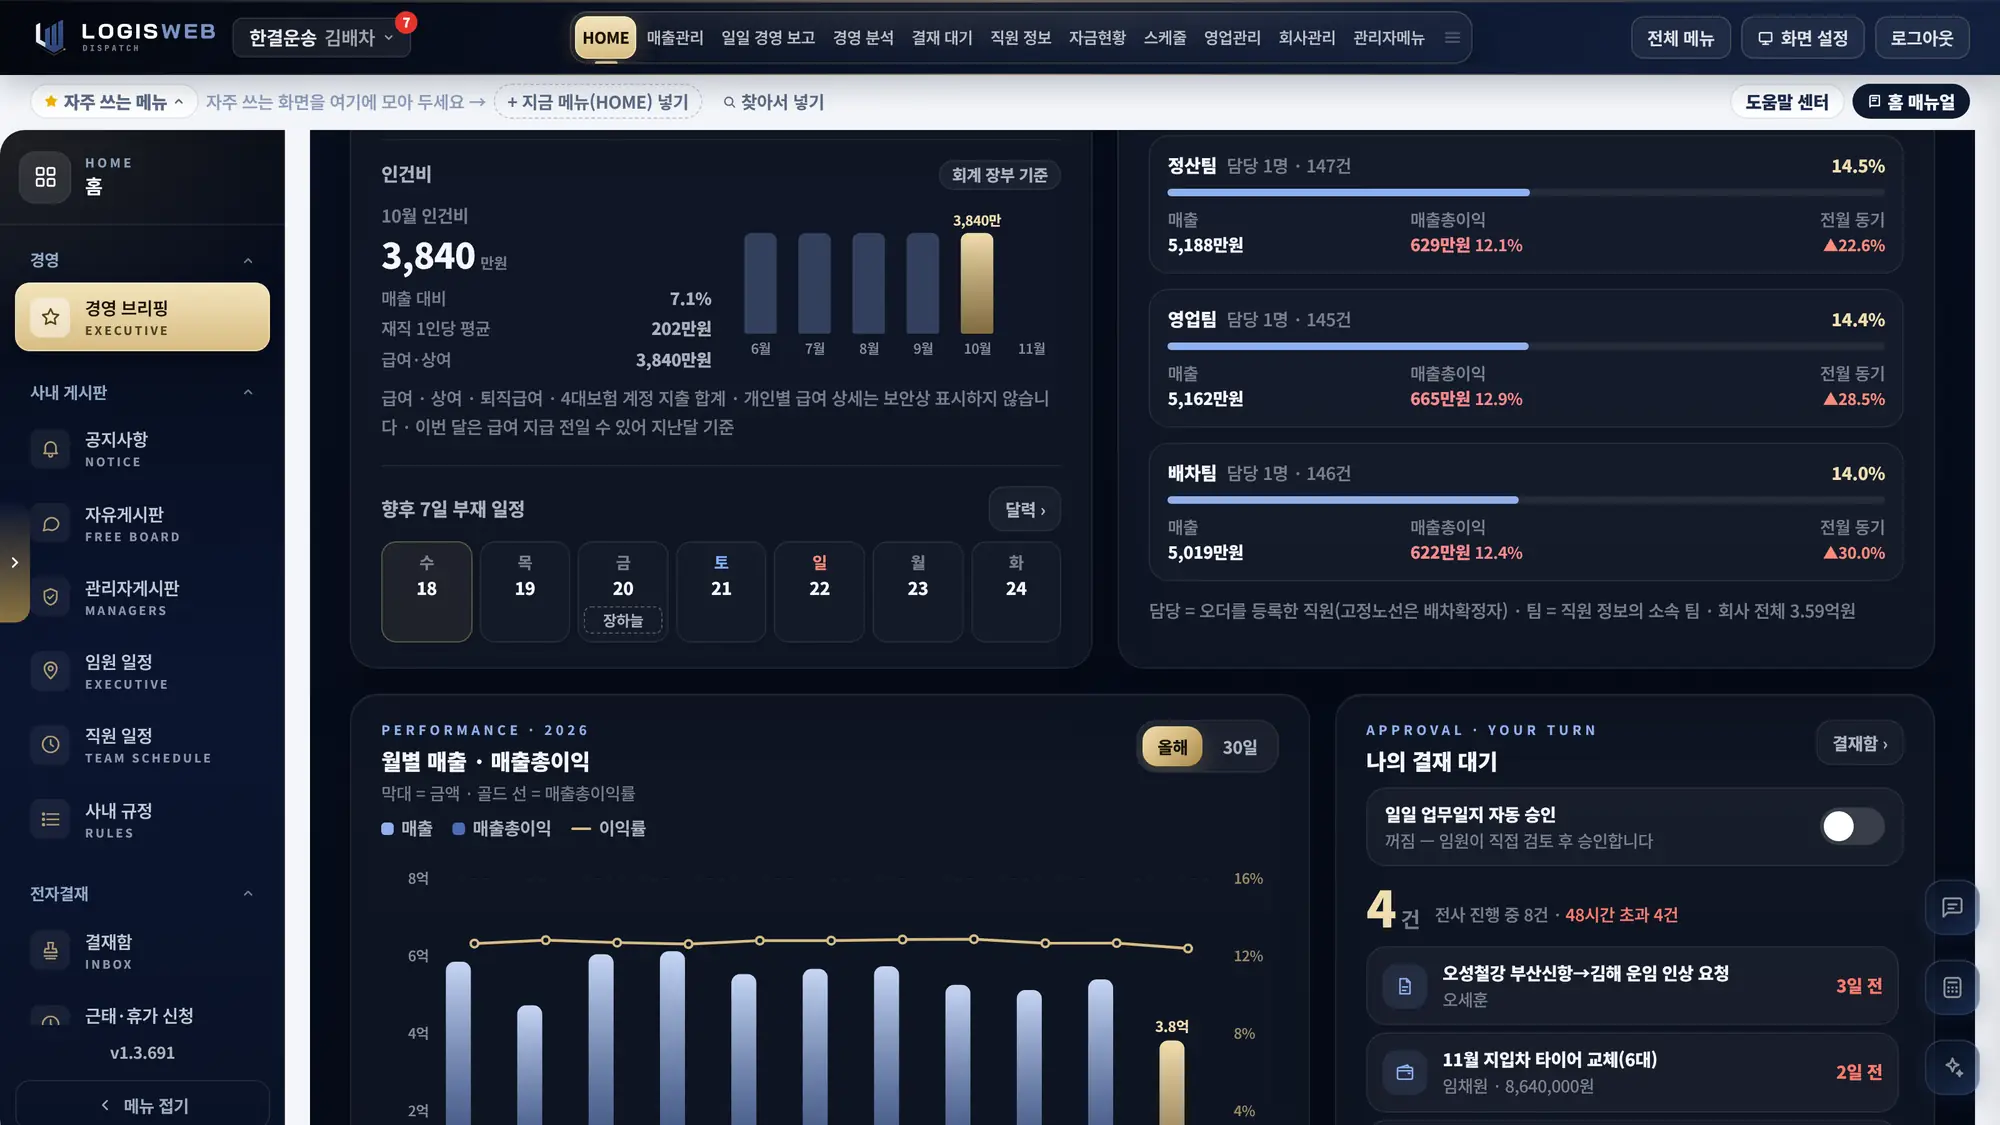 LOGISWEB
DISPATCH
한결운송 김배차
7
HOME
매출관리
일일 경영 보고
경영 분석
결재 대기
직원 정보
자금현황
스케줄
영업관리
회사관리
관리자메뉴
전체 메뉴
화면 설정
로그아웃
자주 쓰는 메뉴
자주 쓰는 화면을 여기에 모아 두세요 →
+ 지금 메뉴(HOME) 넣기
찾아서 넣기
도움말 센터
홈 매뉴얼
HOME
홈
경영
경영 브리핑
EXECUTIVE
사내 게시판
공지사항
NOTICE
자유게시판
FREE BOARD
관리자게시판
MANAGERS
임원 일정
EXECUTIVE
직원 일정
TEAM SCHEDULE
사내 규정
RULES
전자결재
결재함
INBOX
근태·휴가 신청
v1.3.691
메뉴 접기
인건비
회계 장부 기준
10월 인건비
3,840 만원
매출 대비 7.1%
재직 1인당 평균 202만원
급여·상여 3,840만원
3,840만
6월 7월 8월 9월 10월 11월
급여 · 상여 · 퇴직급여 · 4대보험 계정 지출 합계 · 개인별 급여 상세는 보안상 표시하지 않습니
다 · 이번 달은 급여 지급 전일 수 있어 지난달 기준
향후 7일 부재 일정
달력 ›
수 목 금 토 일 월 화
18 19 20 21 22 23 24
장하늘
정산팀 담당 1명 · 147건 14.5%
매출 매출총이익 전월 동기
5,188만원 629만원 12.1% ▲22.6%
영업팀 담당 1명 · 145건 14.4%
매출 매출총이익 전월 동기
5,162만원 665만원 12.9% ▲28.5%
배차팀 담당 1명 · 146건 14.0%
매출 매출총이익 전월 동기
5,019만원 622만원 12.4% ▲30.0%
담당 = 오더를 등록한 직원(고정노선은 배차확정자) · 팀 = 직원 정보의 소속 팀 · 회사 전체 3.59억원
PERFORMANCE · 2026
월별 매출 · 매출총이익
막대 = 금액 · 골드 선 = 매출총이익률
올해 30일
매출 매출총이익 이익률
8억 16%
6억 12%
4억 8%
2억 4%
3.8억
APPROVAL · YOUR TURN
나의 결재 대기
결재함 ›
일일 업무일지 자동 승인
꺼짐 — 임원이 직접 검토 후 승인합니다
4 건 전사 진행 중 8건 · 48시간 초과 4건
오성철강 부산신항→김해 운임 인상 요청
오세훈
3일 전
11월 지입차 타이어 교체(6대)
임채원 · 8,640,000원
2일 전